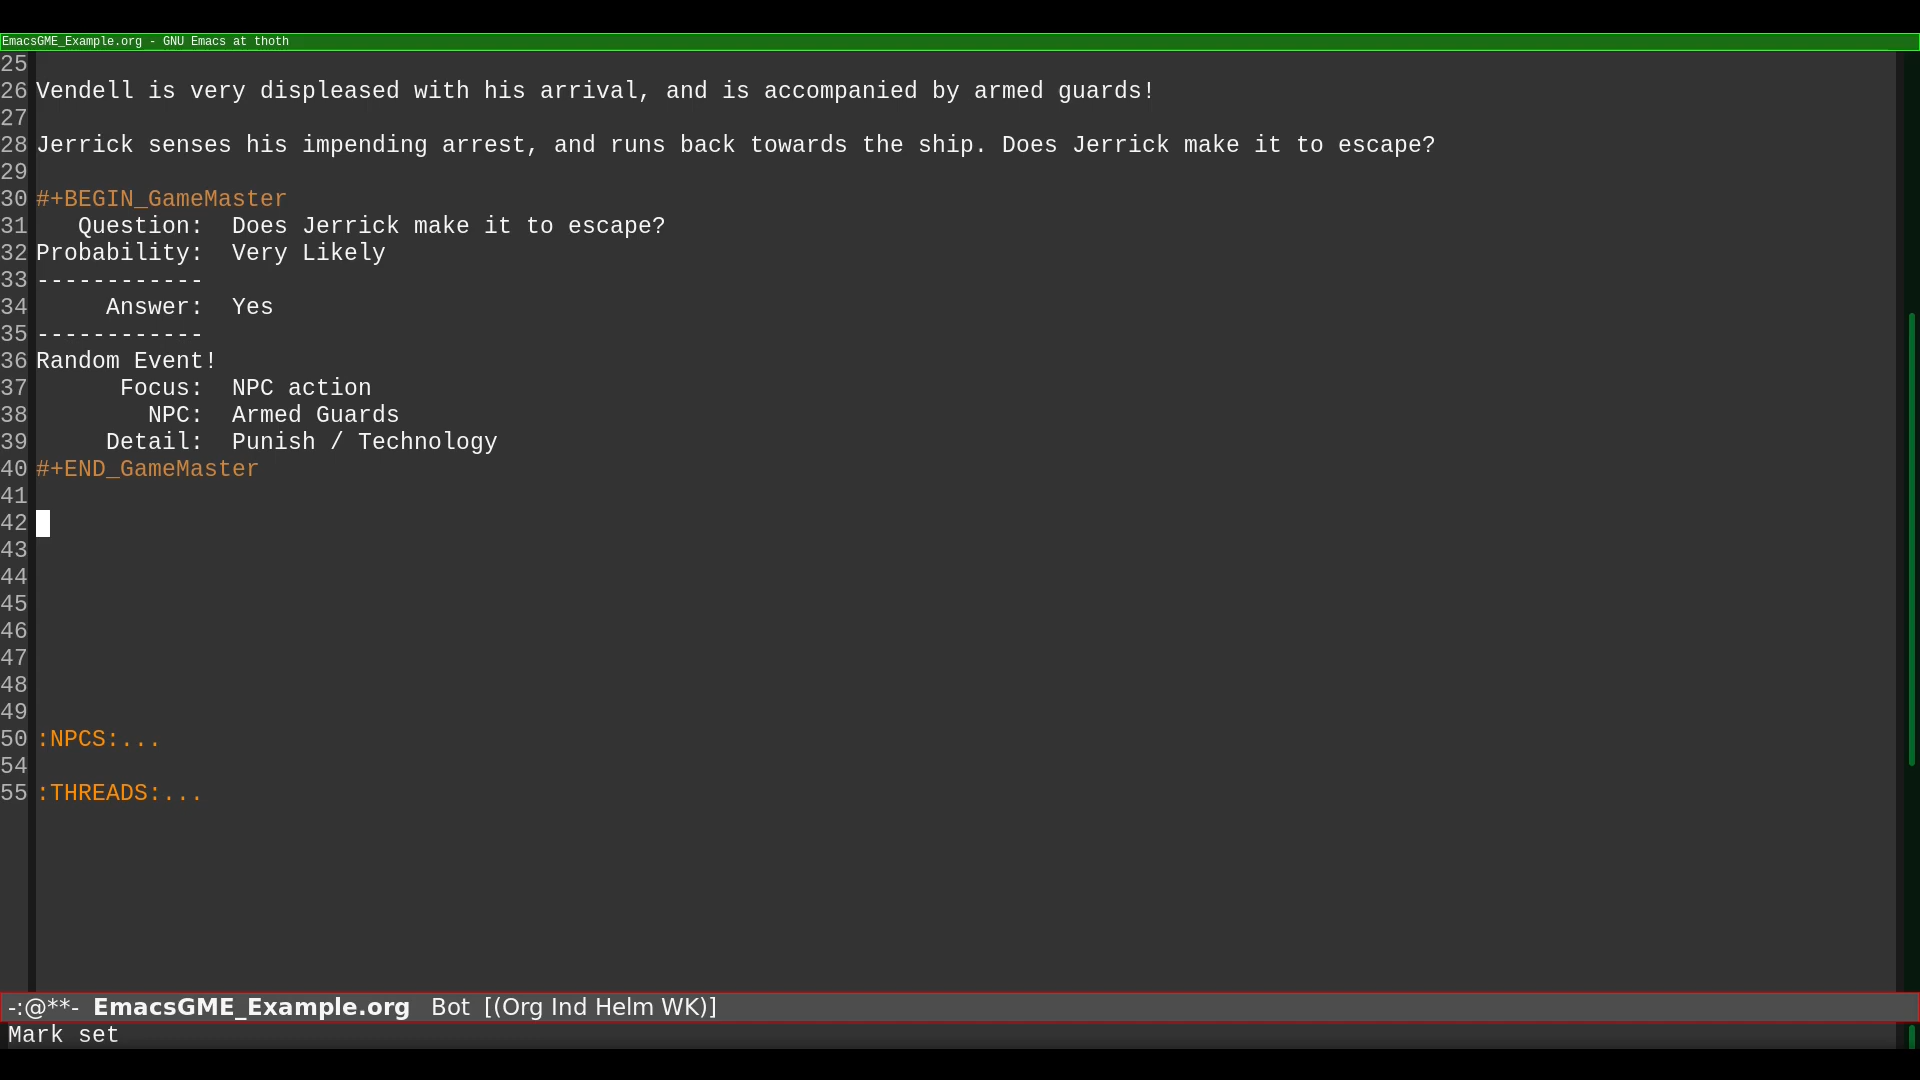 EmacsGME_Example.org - GNU Emacs at thoth
25
26 Vendell is very displeased with his arrival, and is accompanied by armed guards!
27
28 Jerrick senses his impending arrest, and runs back towards the ship. Does Jerrick make it to escape?
29
30 #+BEGIN_GameMaster
31    Question:  Does Jerrick make it to escape?
32 Probability:  Very Likely
33 ------------
34      Answer:  Yes
35 ------------
36 Random Event!
37       Focus:  NPC action
38         NPC:  Armed Guards
39      Detail:  Punish / Technology
40 #+END_GameMaster
41
42
43
44
45
46
47
48
49
50 :NPCS:...
54
55 :THREADS:...
-:@**-  EmacsGME_Example.org   Bot  [(Org Ind Helm WK)]
Mark set